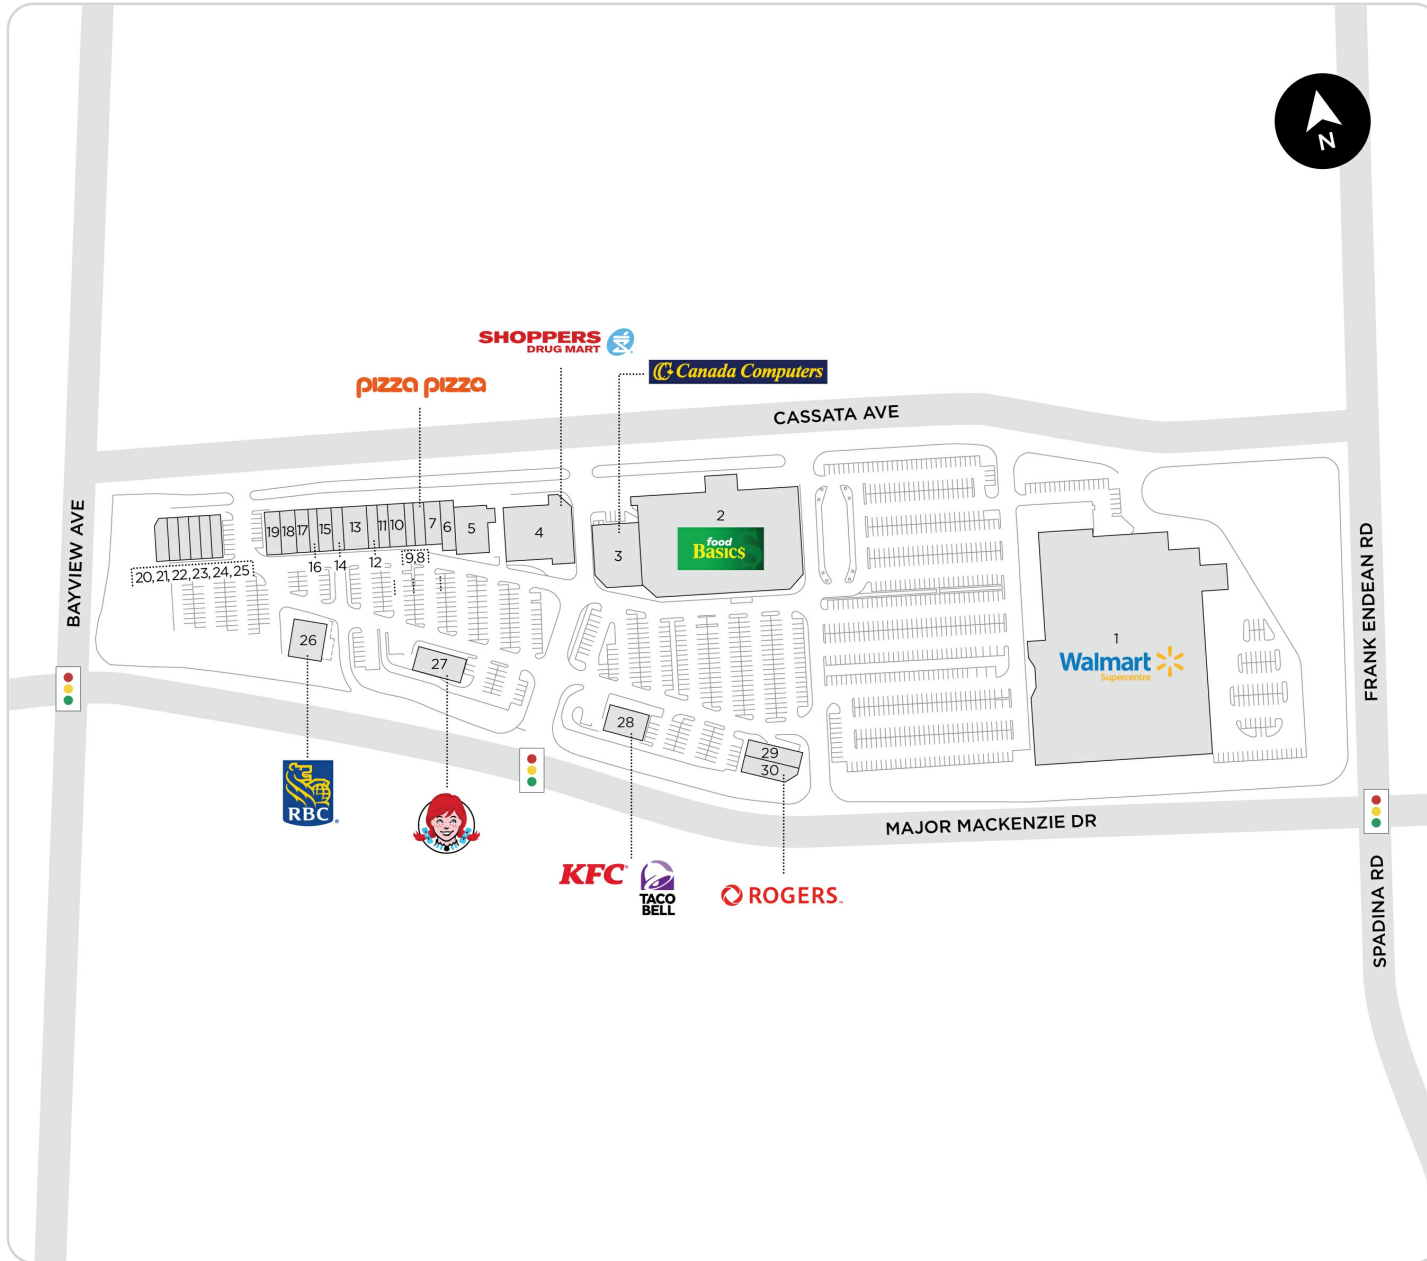 N
SHOPPERS
DRUG MART
Canada Computers
pizza pizza
CASSATA AVE
BAYVIEW AVE
FRANK ENDEAN RD
19 18 17 15 13 11 10 7 6 5
4
3
2
food
Basics
16 14 12 9,8
20, 21, 22, 23, 24, 25
26
27
28
29
30
1
Walmart
Supercentre
RBC
KFC
TACO
BELL
ROGERS
MAJOR MACKENZIE DR
SPADINA RD